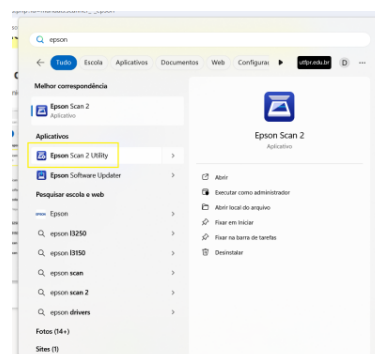 epson
Tudo Escola Aplicativos Documentos Web Configuraç utfpr.edu.br D ...
Melhor correspondência
Epson Scan 2
Aplicativo
Epson Scan 2
Aplicativo
Aplicativos
Epson Scan 2 Utility
Epson Software Updater
Abrir
Executar como administrador
Abrir local do arquivo
Fixar em Iniciar
Fixar na barra de tarefas
Desinstalar
Pesquisar escola e web
Epson
epson l3250
epson l3150
epson scan
epson scan 2
epson drivers
Fotos (14+)
Sites (1)